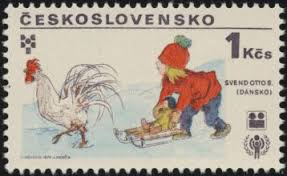 ČESKOSLOVENSKO
1 Kčs
SVEND OTTO S.
(DÁNSKO)